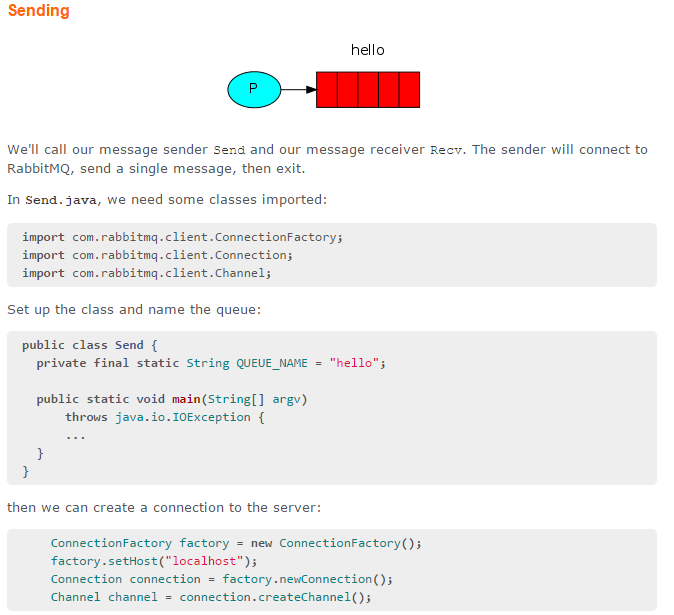 Sending
hello
P
We'll call our message sender Send and our message receiver Recv. The sender will connect to
RabbitMQ, send a single message, then exit.
In Send.java, we need some classes imported:
import com.rabbitmq.client.ConnectionFactory;
import com.rabbitmq.client.Connection;
import com.rabbitmq.client.Channel;
Set up the class and name the queue:
public class Send {
  private final static String QUEUE_NAME = "hello";
  public static void main(String[] argv)
      throws java.io.IOException {
      ...
  }
}
then we can create a connection to the server:
    ConnectionFactory factory = new ConnectionFactory();
    factory.setHost("localhost");
    Connection connection = factory.newConnection();
    Channel channel = connection.createChannel();